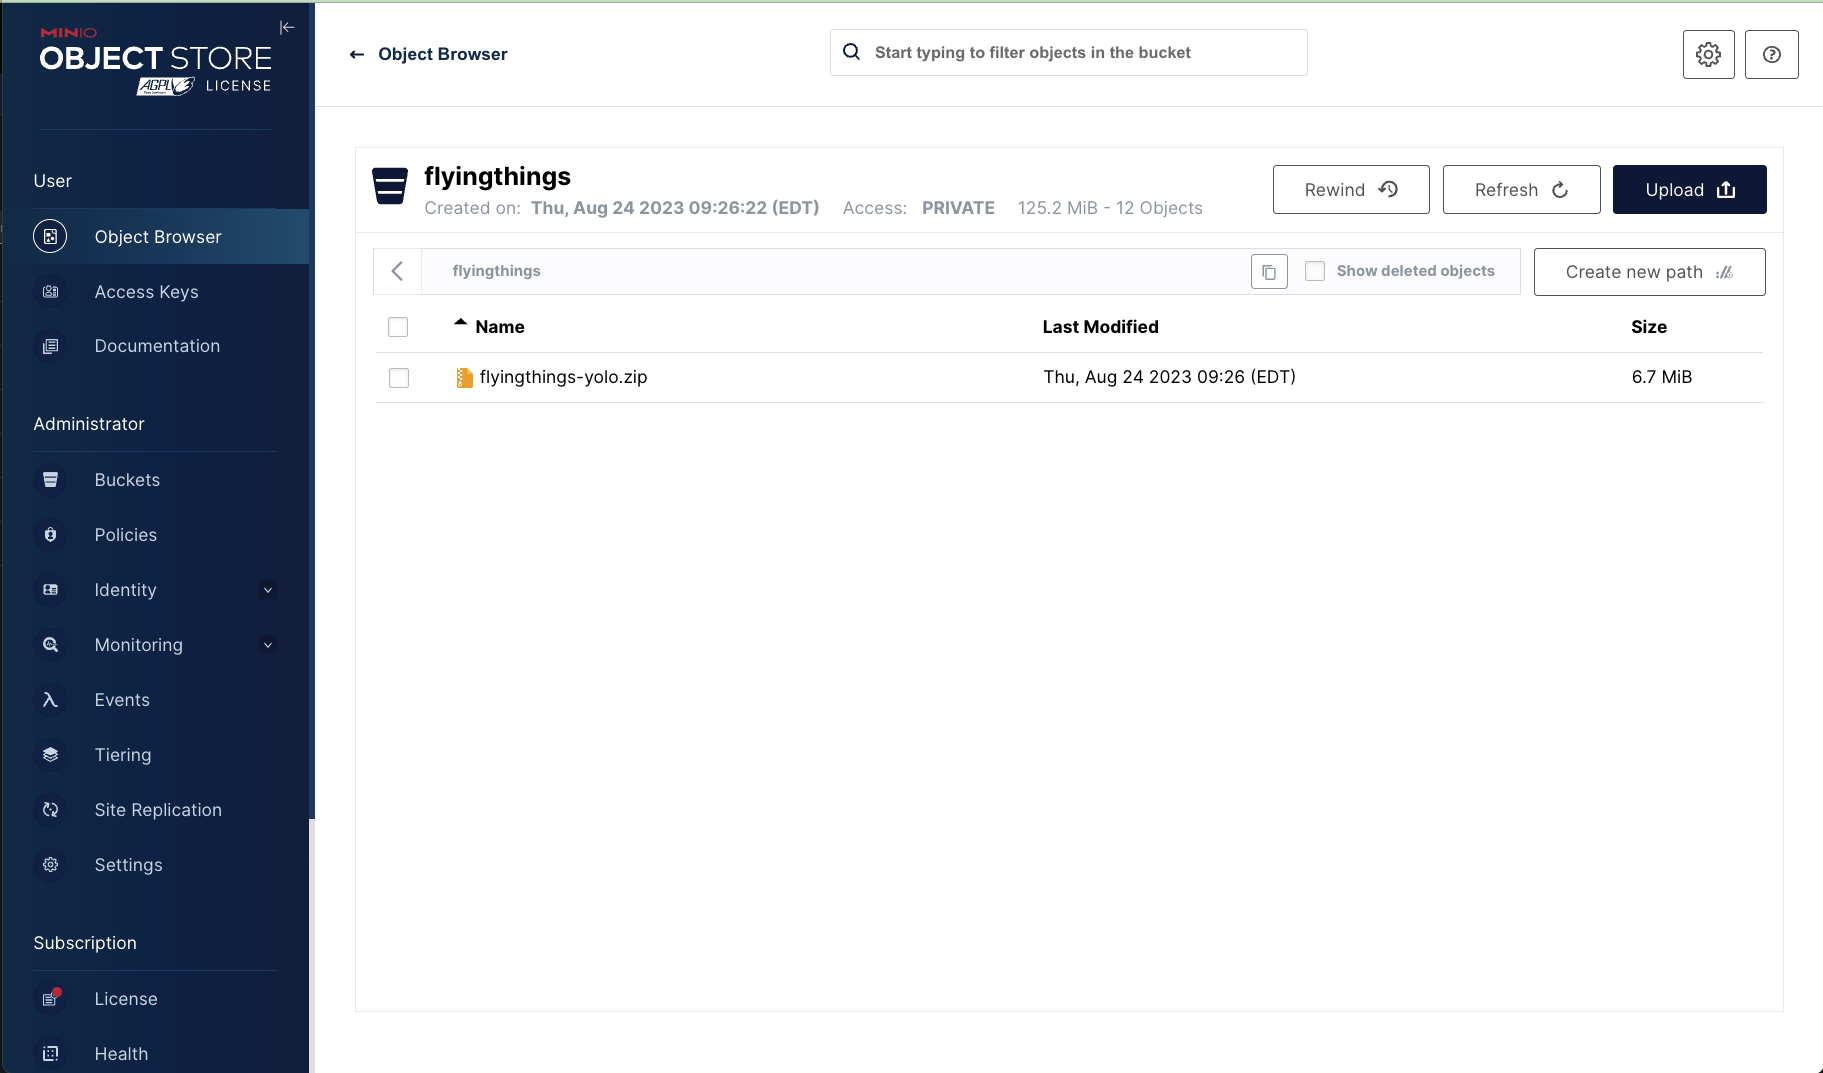 MINIO
OBJECT STORE
AGPLv3 LICENSE
User
Object Browser
Access Keys
Documentation
Administrator
Buckets
Policies
Identity
Monitoring
Events
Tiering
Site Replication
Settings
Subscription
License
Health
Object Browser
Start typing to filter objects in the bucket
flyingthings
Created on: Thu, Aug 24 2023 09:26:22 (EDT) Access: PRIVATE 125.2 MiB - 12 Objects
Rewind
Refresh
Upload
flyingthings
Show deleted objects
Create new path
Name Last Modified Size
flyingthings-yolo.zip Thu, Aug 24 2023 09:26 (EDT) 6.7 MiB